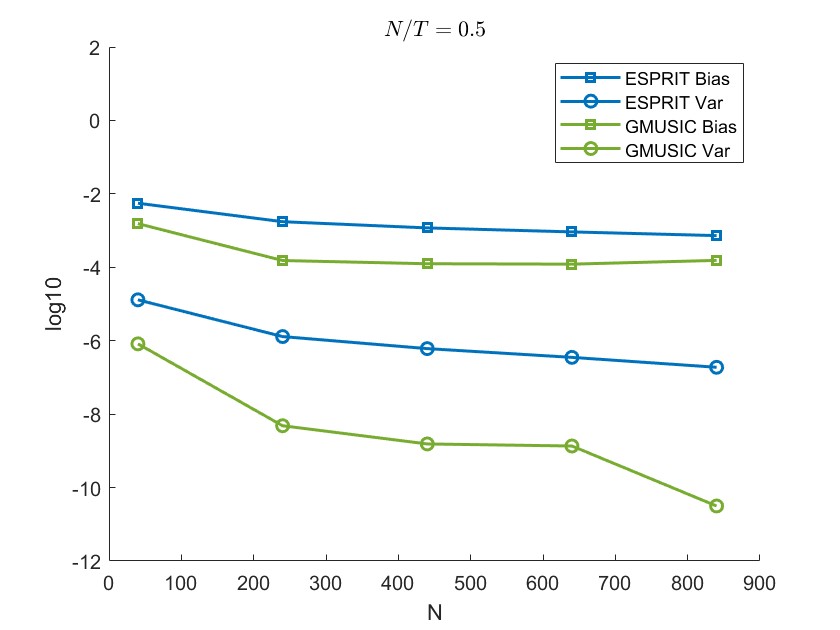 N/T = 0.5
2
0
-2
-4
-6
-8
-10
-12
log10
ESPRIT Bias
ESPRIT Var
GMUSIC Bias
GMUSIC Var
0 100 200 300 400 500 600 700 800 900
N